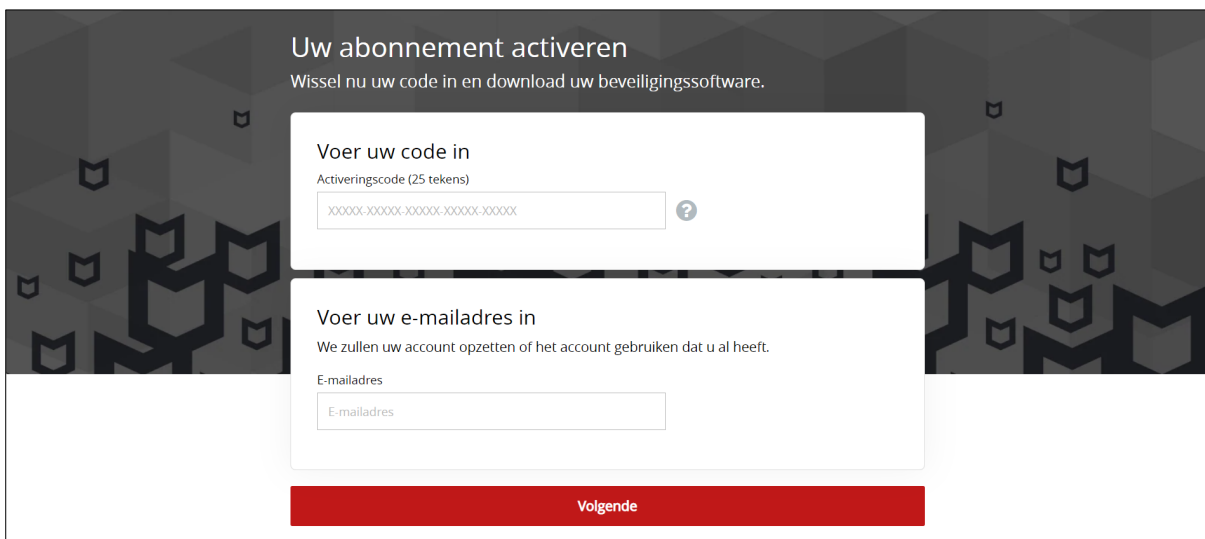 Uw abonnement activeren
Wissel nu uw code in en download uw beveiligingssoftware.
Voer uw code in
Activeringscode (25 tekens)
XXXXX-XXXXX-XXXXX-XXXXX-XXXXX
?
Voer uw e-mailadres in
We zullen uw account opzetten of het account gebruiken dat u al heeft.
E-mailadres
E-mailadres
Volgende